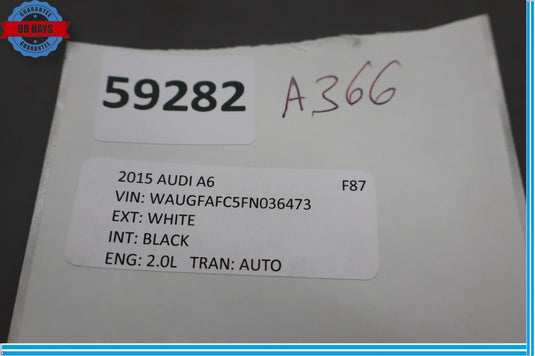 GUARANTEE
90 DAYS
GUARANTEE
59282
A366
2015 AUDI A6 F87
VIN: WAUGFAFC5FN036473
EXT: WHITE
INT: BLACK
ENG: 2.0L TRAN: AUTO